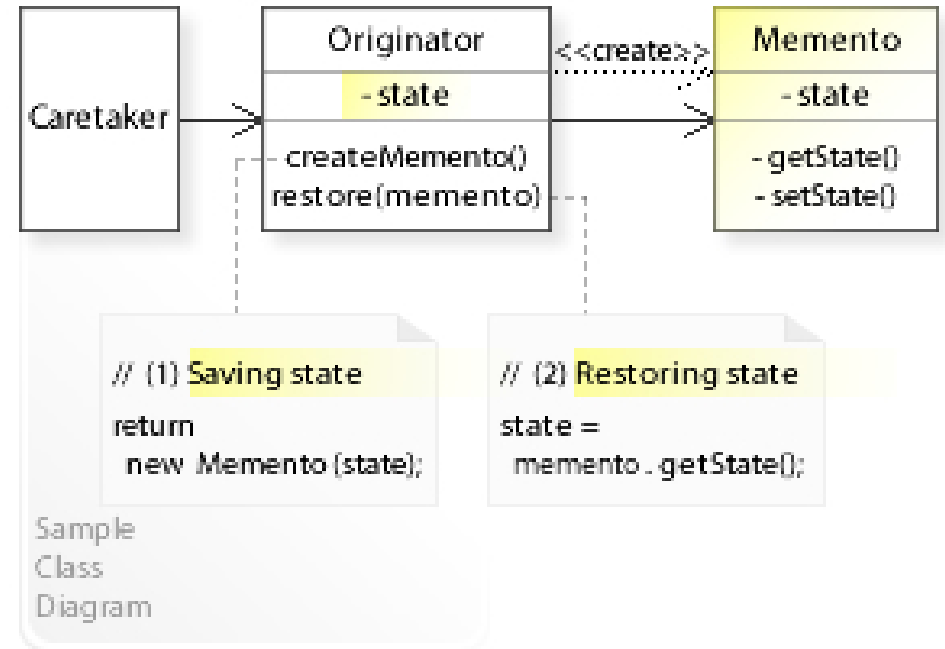 Caretaker
Originator
- state
createMemento()
restore(memento)
<<create>>
Memento
- state
- getState()
- setState()
// (1) Saving state
return
new Memento (state);
// (2) Restoring state
state =
memento . getState();
Sample
Class
Diagram